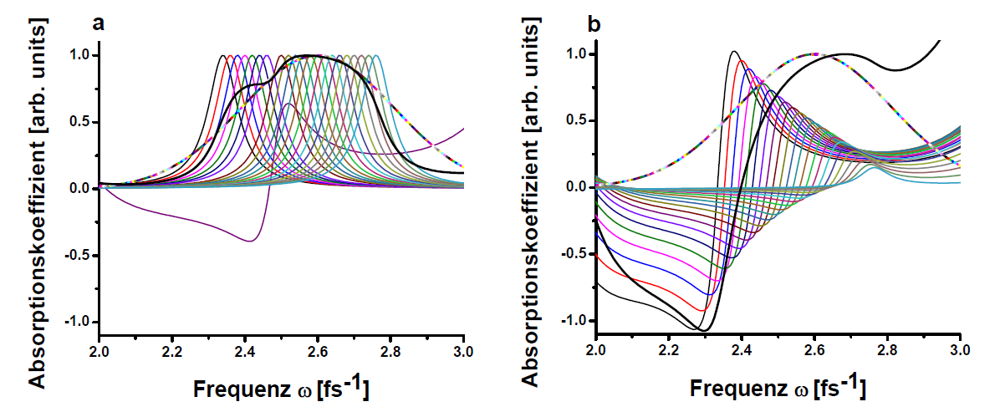 a
Absorptionskoeffizient [arb. units]
1.0
0.5
0.0
-0.5
-1.0
2.0 2.2 2.4 2.6 2.8 3.0
Frequenz ω [fs-1]
b
Absorptionskoeffizient [arb. units]
1.0
0.5
0.0
-0.5
-1.0
2.0 2.2 2.4 2.6 2.8 3.0
Frequenz ω [fs-1]